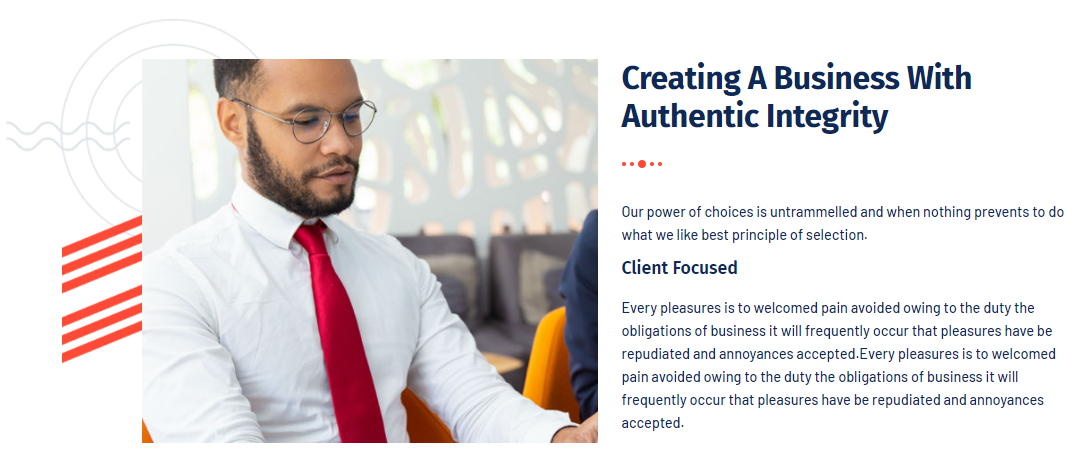 Creating A Business With
Authentic Integrity
Our power of choices is untrammelled and when nothing prevents to do
what we like best principle of selection.
Client Focused
Every pleasures is to welcomed pain avoided owing to the duty the
obligations of business it will frequently occur that pleasures have be
repudiated and annoyances accepted.Every pleasures is to welcomed
pain avoided owing to the duty the obligations of business it will
frequently occur that pleasures have be repudiated and annoyances
accepted.